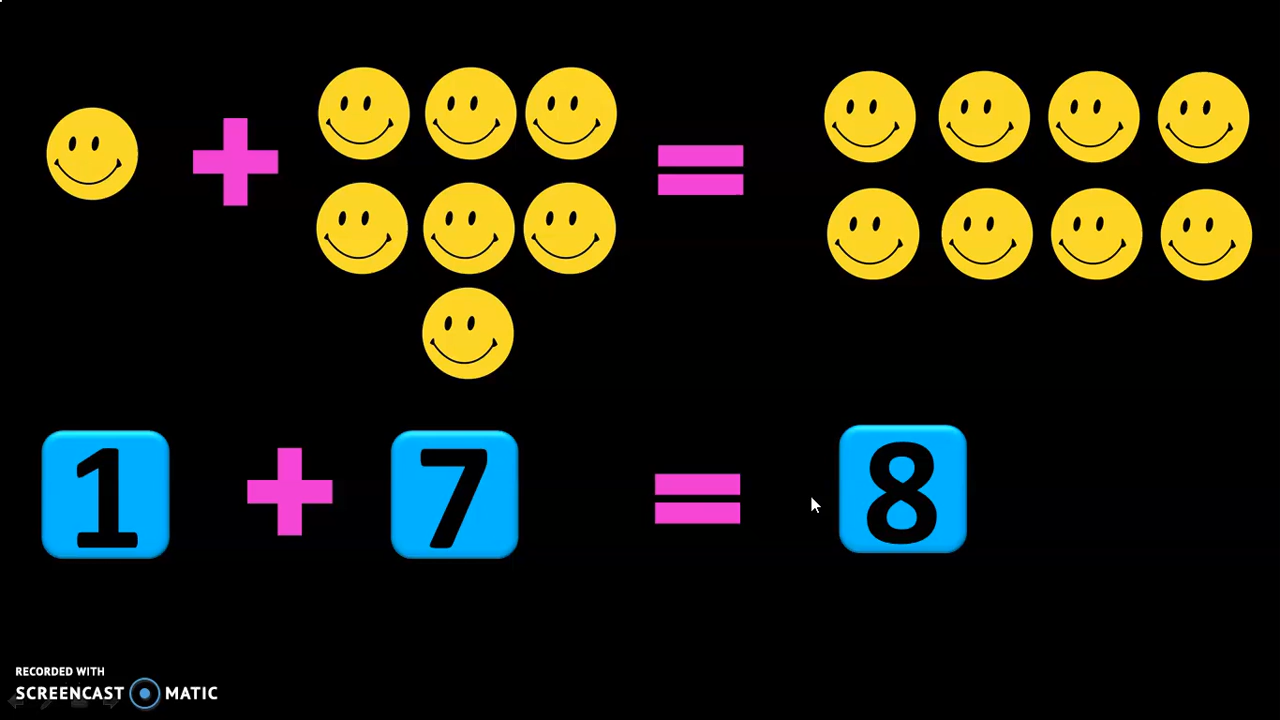 1 + 7 = 8
RECORDED WITH
SCREENCAST MATIC